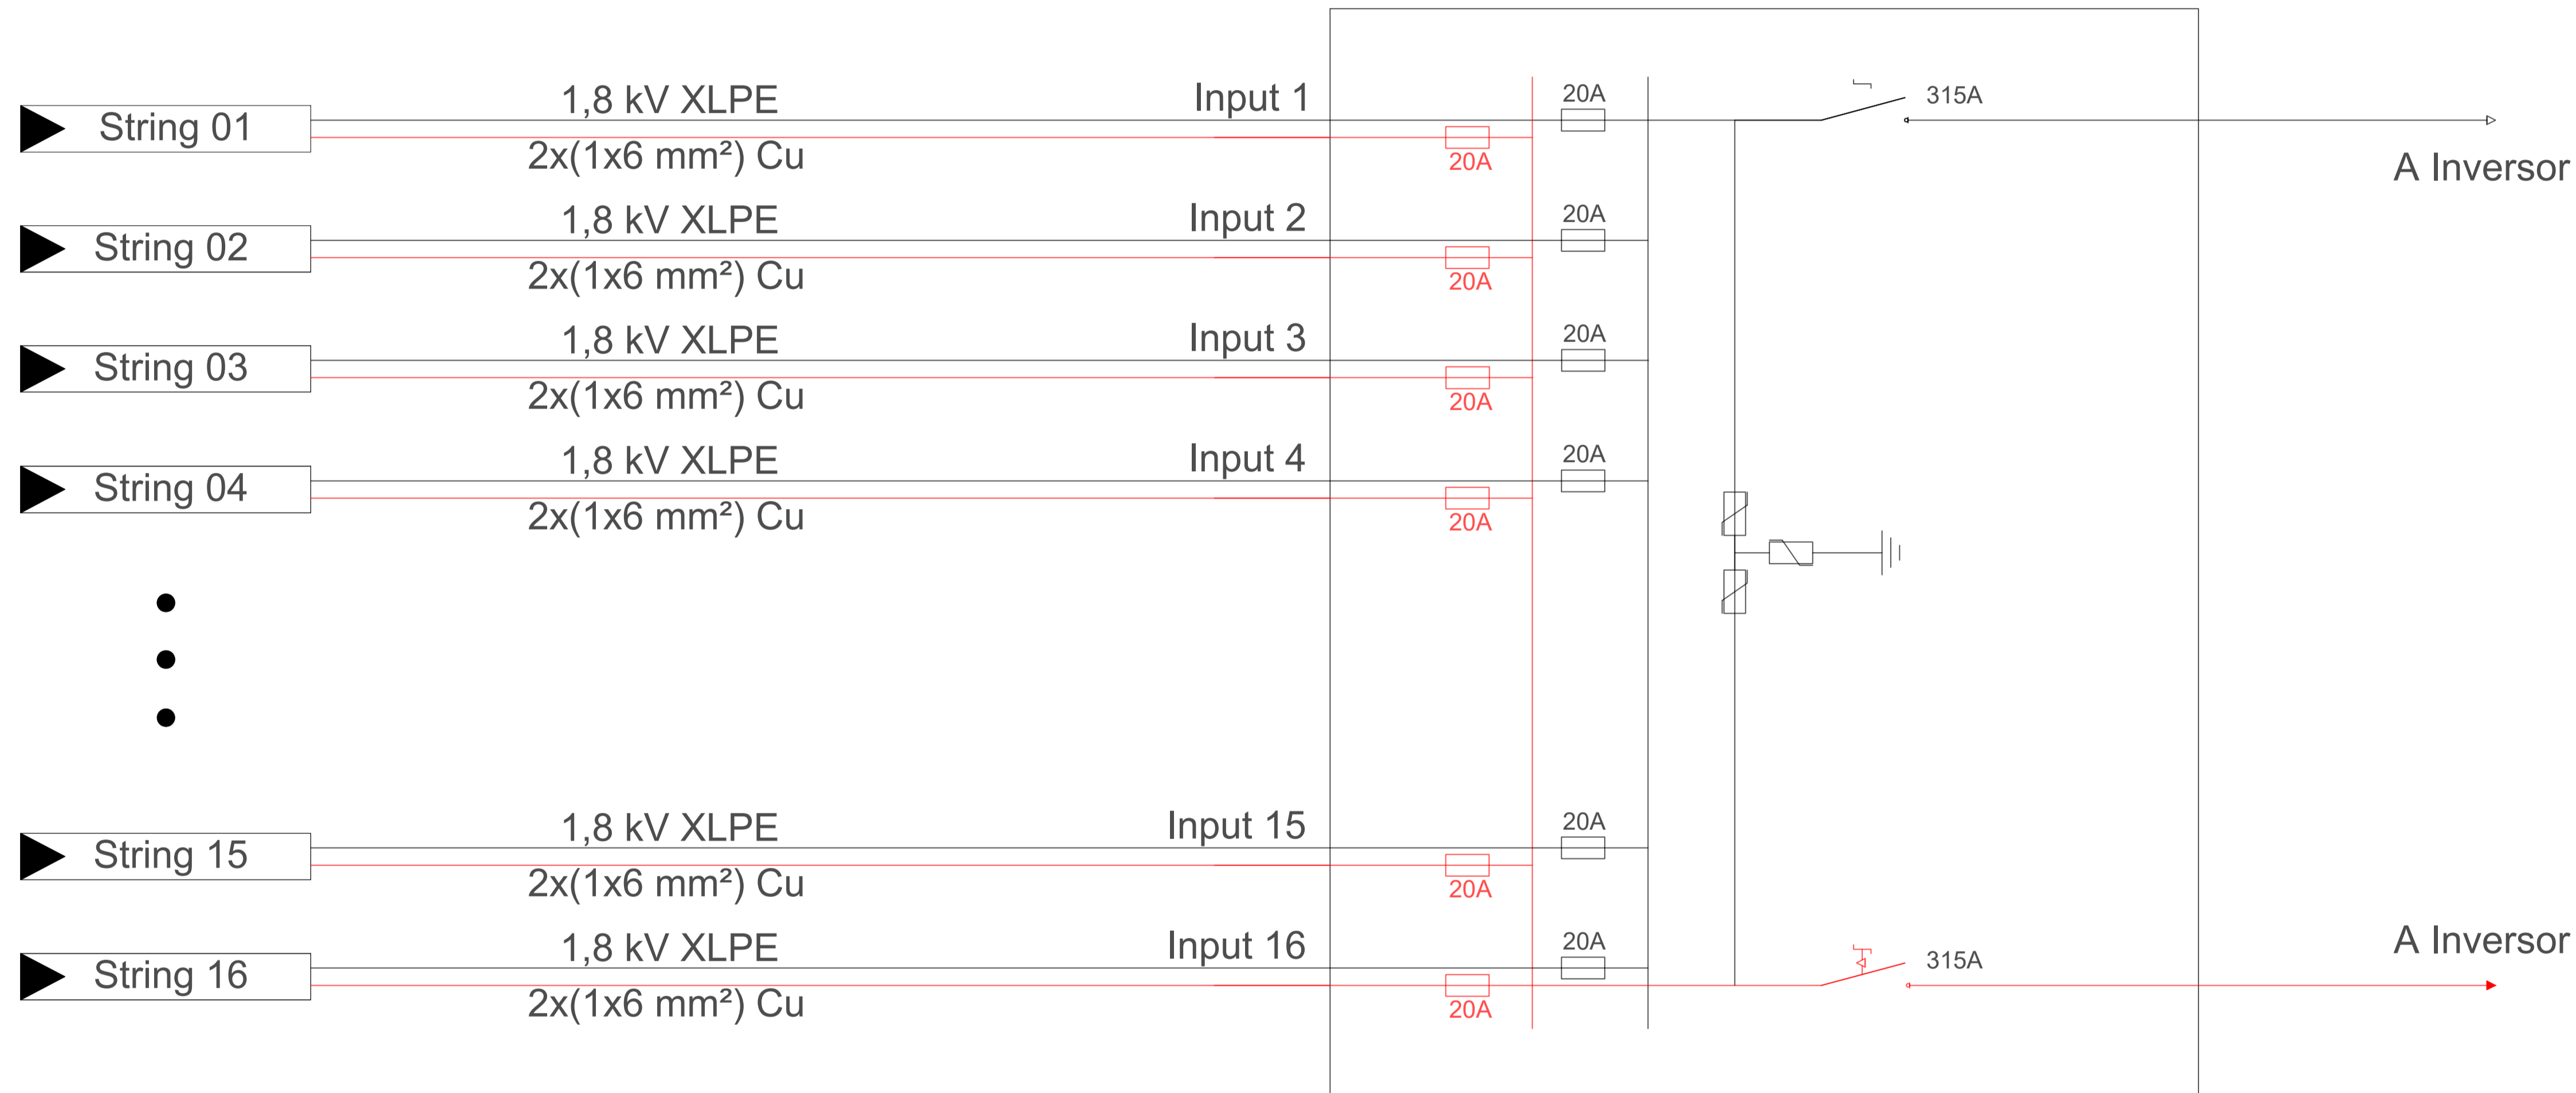 1,8 kV XLPE
Input 1
20A
315A
String 01
2x(1x6 mm²) Cu
20A
A Inversor
1,8 kV XLPE
Input 2
20A
String 02
2x(1x6 mm²) Cu
20A
1,8 kV XLPE
Input 3
20A
String 03
2x(1x6 mm²) Cu
20A
1,8 kV XLPE
Input 4
20A
String 04
2x(1x6 mm²) Cu
20A
1,8 kV XLPE
Input 15
20A
String 15
2x(1x6 mm²) Cu
20A
1,8 kV XLPE
Input 16
20A
A Inversor
String 16
315A
2x(1x6 mm²) Cu
20A